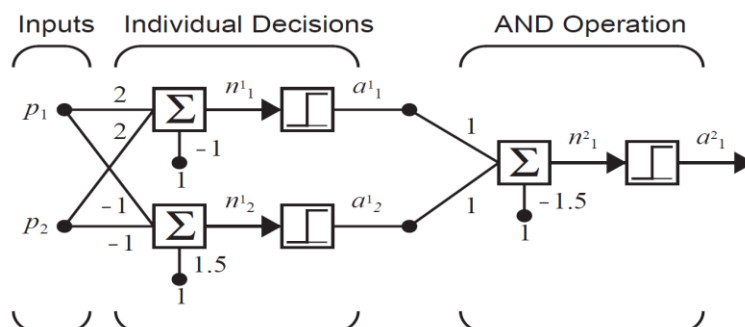 Inputs Individual Decisions AND Operation
2 n¹₁ a¹₁
p₁ Σ
2 1 n²₁ a²₁
-1
1 Σ
-1 n¹₂ a¹₂ 1 -1.5
p₂ -1 Σ 1
1.5
1